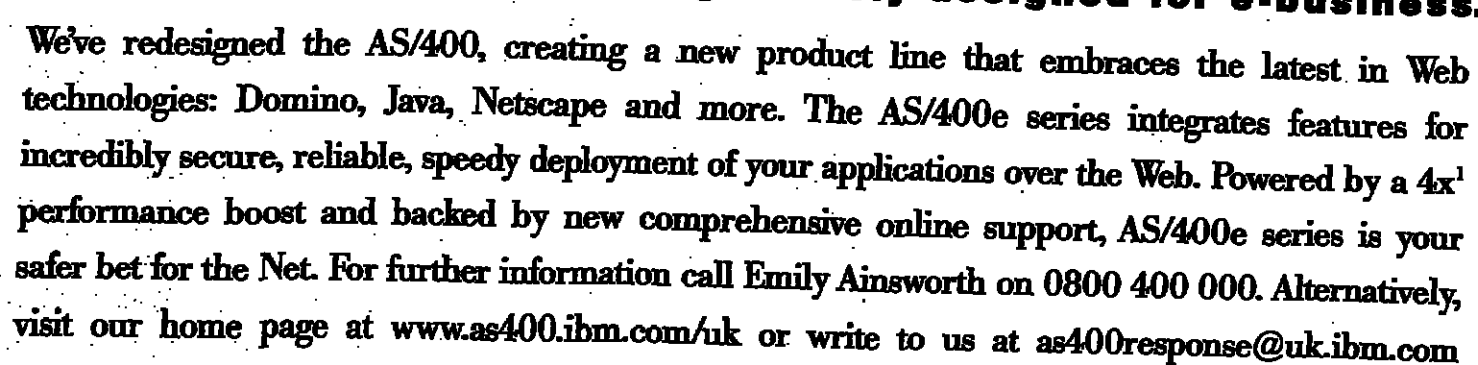 designed for e-business.
We've redesigned the AS/400, creating a new product line that embraces the latest in Web
technologies: Domino, Java, Netscape and more. The AS/400e series integrates features for
incredibly secure, reliable, speedy deployment of your applications over the Web. Powered by a 4x¹
performance boost and backed by new comprehensive online support, AS/400e series is your
safer bet for the Net. For further information call Emily Ainsworth on 0800 400 000. Alternatively,
visit our home page at www.as400.ibm.com/uk or write to us at as400response@uk.ibm.com